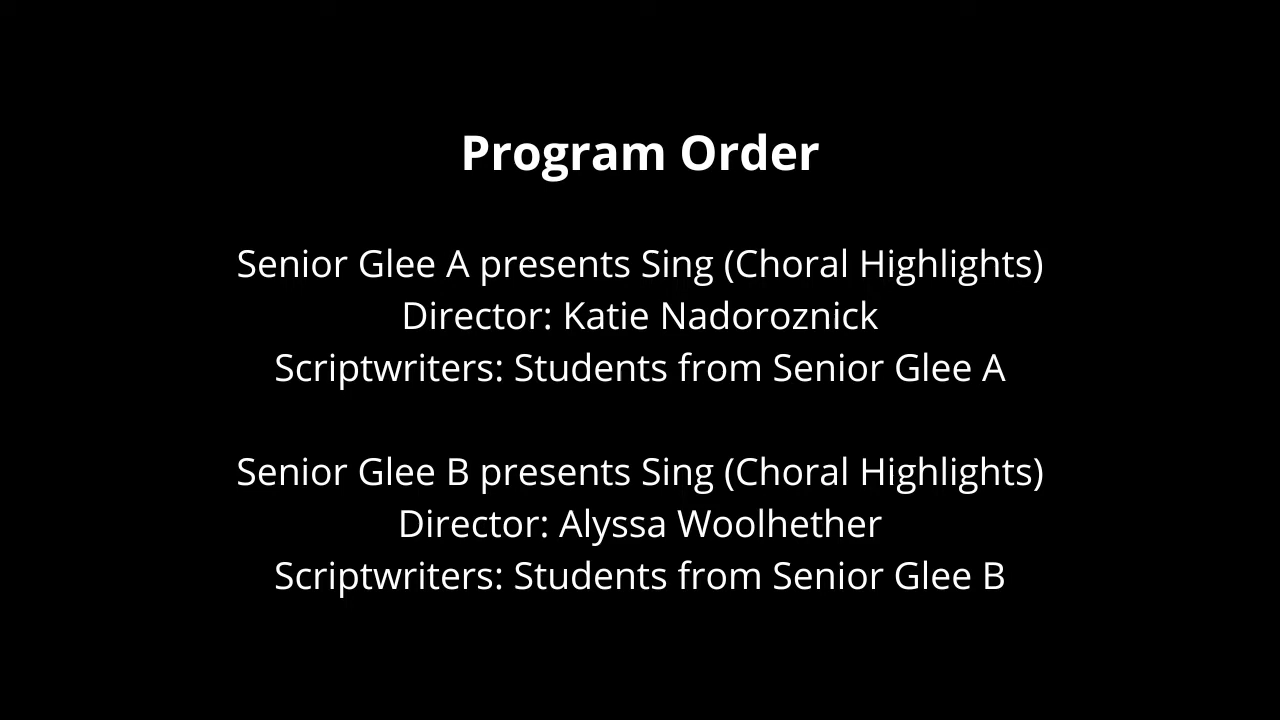 Program Order
Senior Glee A presents Sing (Choral Highlights)
Director: Katie Nadoroznick
Scriptwriters: Students from Senior Glee A
Senior Glee B presents Sing (Choral Highlights)
Director: Alyssa Woolhether
Scriptwriters: Students from Senior Glee B